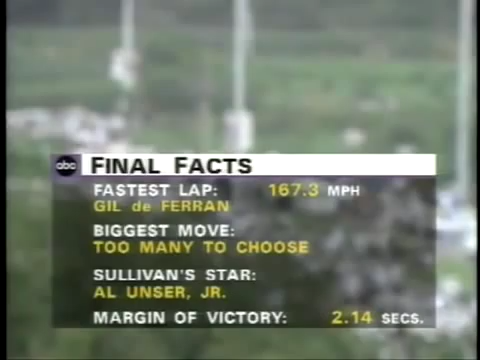 abc FINAL FACTS
FASTEST LAP: 167.3 MPH
GIL de FERRAN
BIGGEST MOVE:
TOO MANY TO CHOOSE
SULLIVAN'S STAR:
AL UNSER, JR.
MARGIN OF VICTORY: 2.14 SECS.